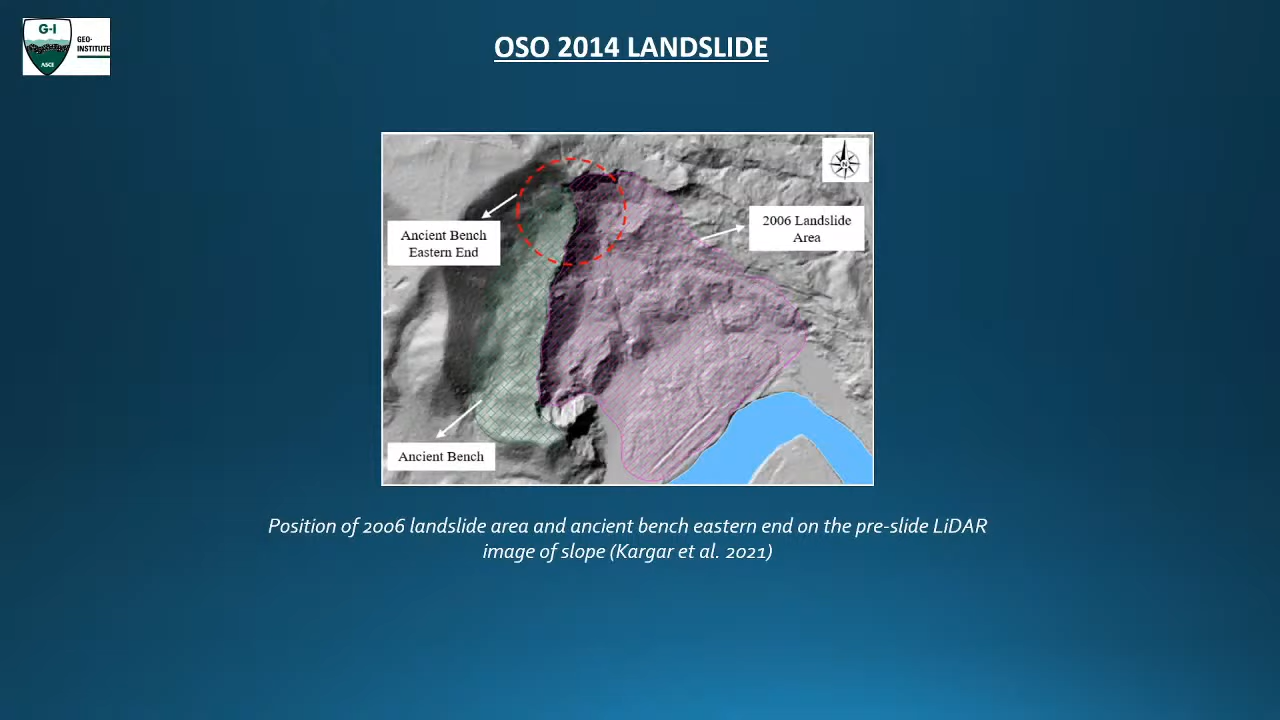 G-I
GEO-
INSTITUTE
ASCE
OSO 2014 LANDSLIDE
N
2006 Landslide
Area
Ancient Bench
Eastern End
Ancient Bench
Position of 2006 landslide area and ancient bench eastern end on the pre-slide LiDAR
image of slope (Kargar et al. 2021)